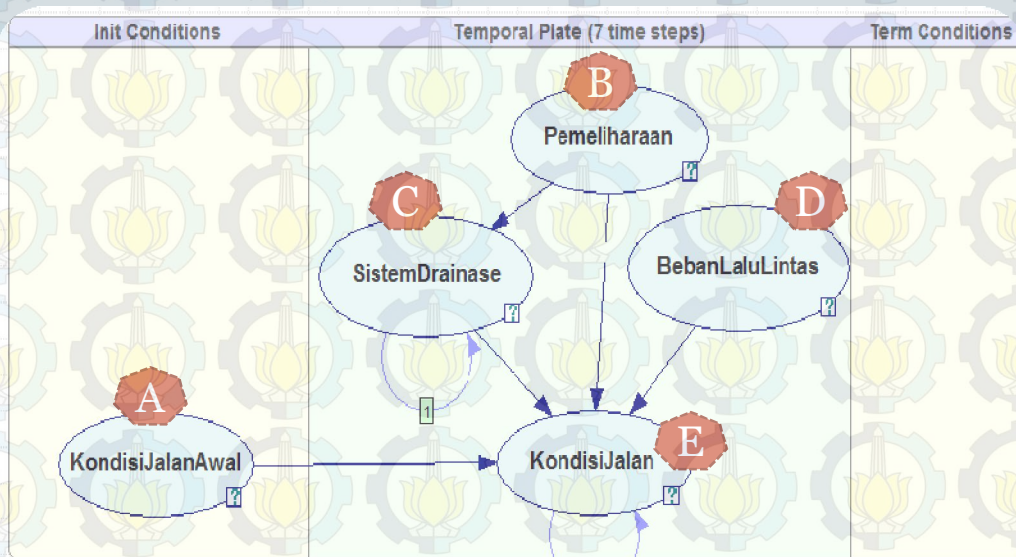 Init Conditions
Temporal Plate (7 time steps)
Term Conditions
B
Pemeliharaan
?
C
SistemDrainase
?
D
BebanLaluLintas
?
1
A
KondisiJalanAwal
?
E
KondisiJalan
?